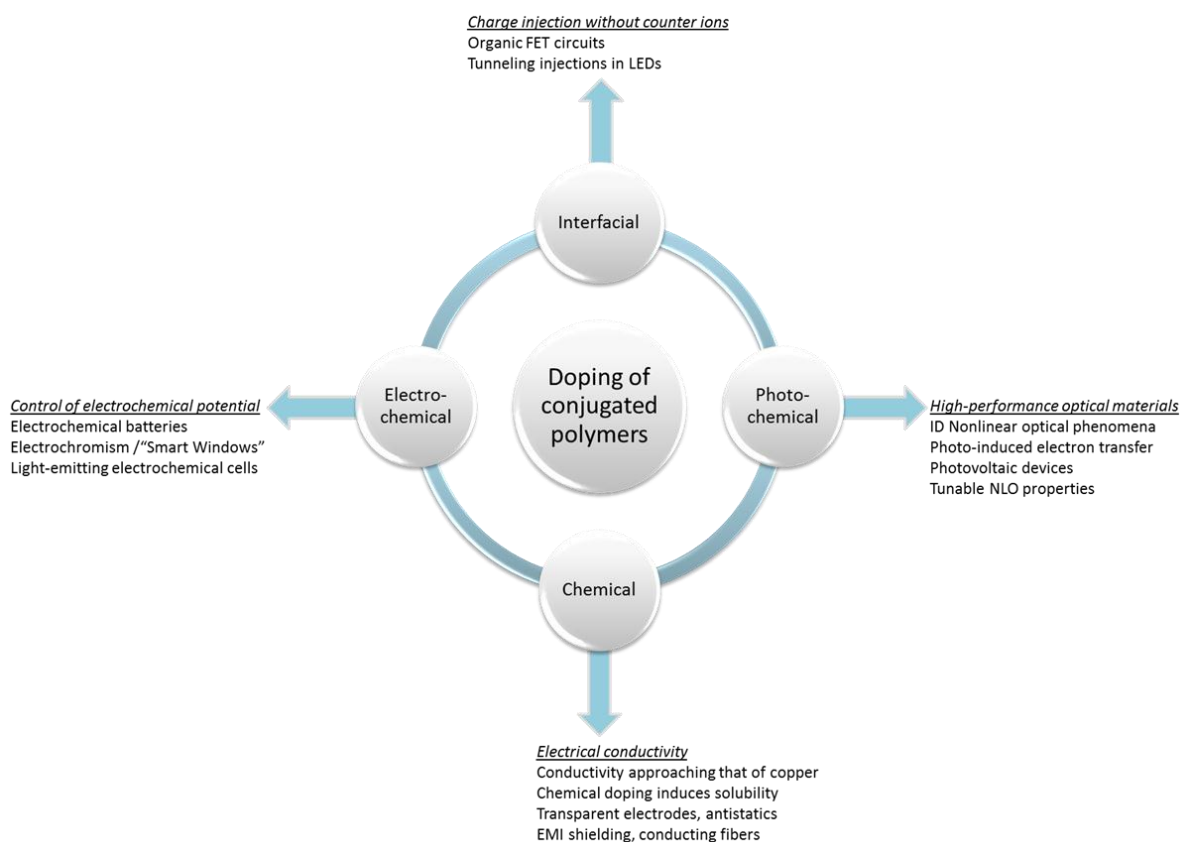 Charge injection without counter ions
Organic FET circuits
Tunneling injections in LEDs
Interfacial
Electro-
chemical
Doping of
conjugated
polymers
Photo-
chemical
Control of electrochemical potential
Electrochemical batteries
Electrochromism /“Smart Windows”
Light-emitting electrochemical cells
High-performance optical materials
ID Nonlinear optical phenomena
Photo-induced electron transfer
Photovoltaic devices
Tunable NLO properties
Chemical
Electrical conductivity
Conductivity approaching that of copper
Chemical doping induces solubility
Transparent electrodes, antistatics
EMI shielding, conducting fibers